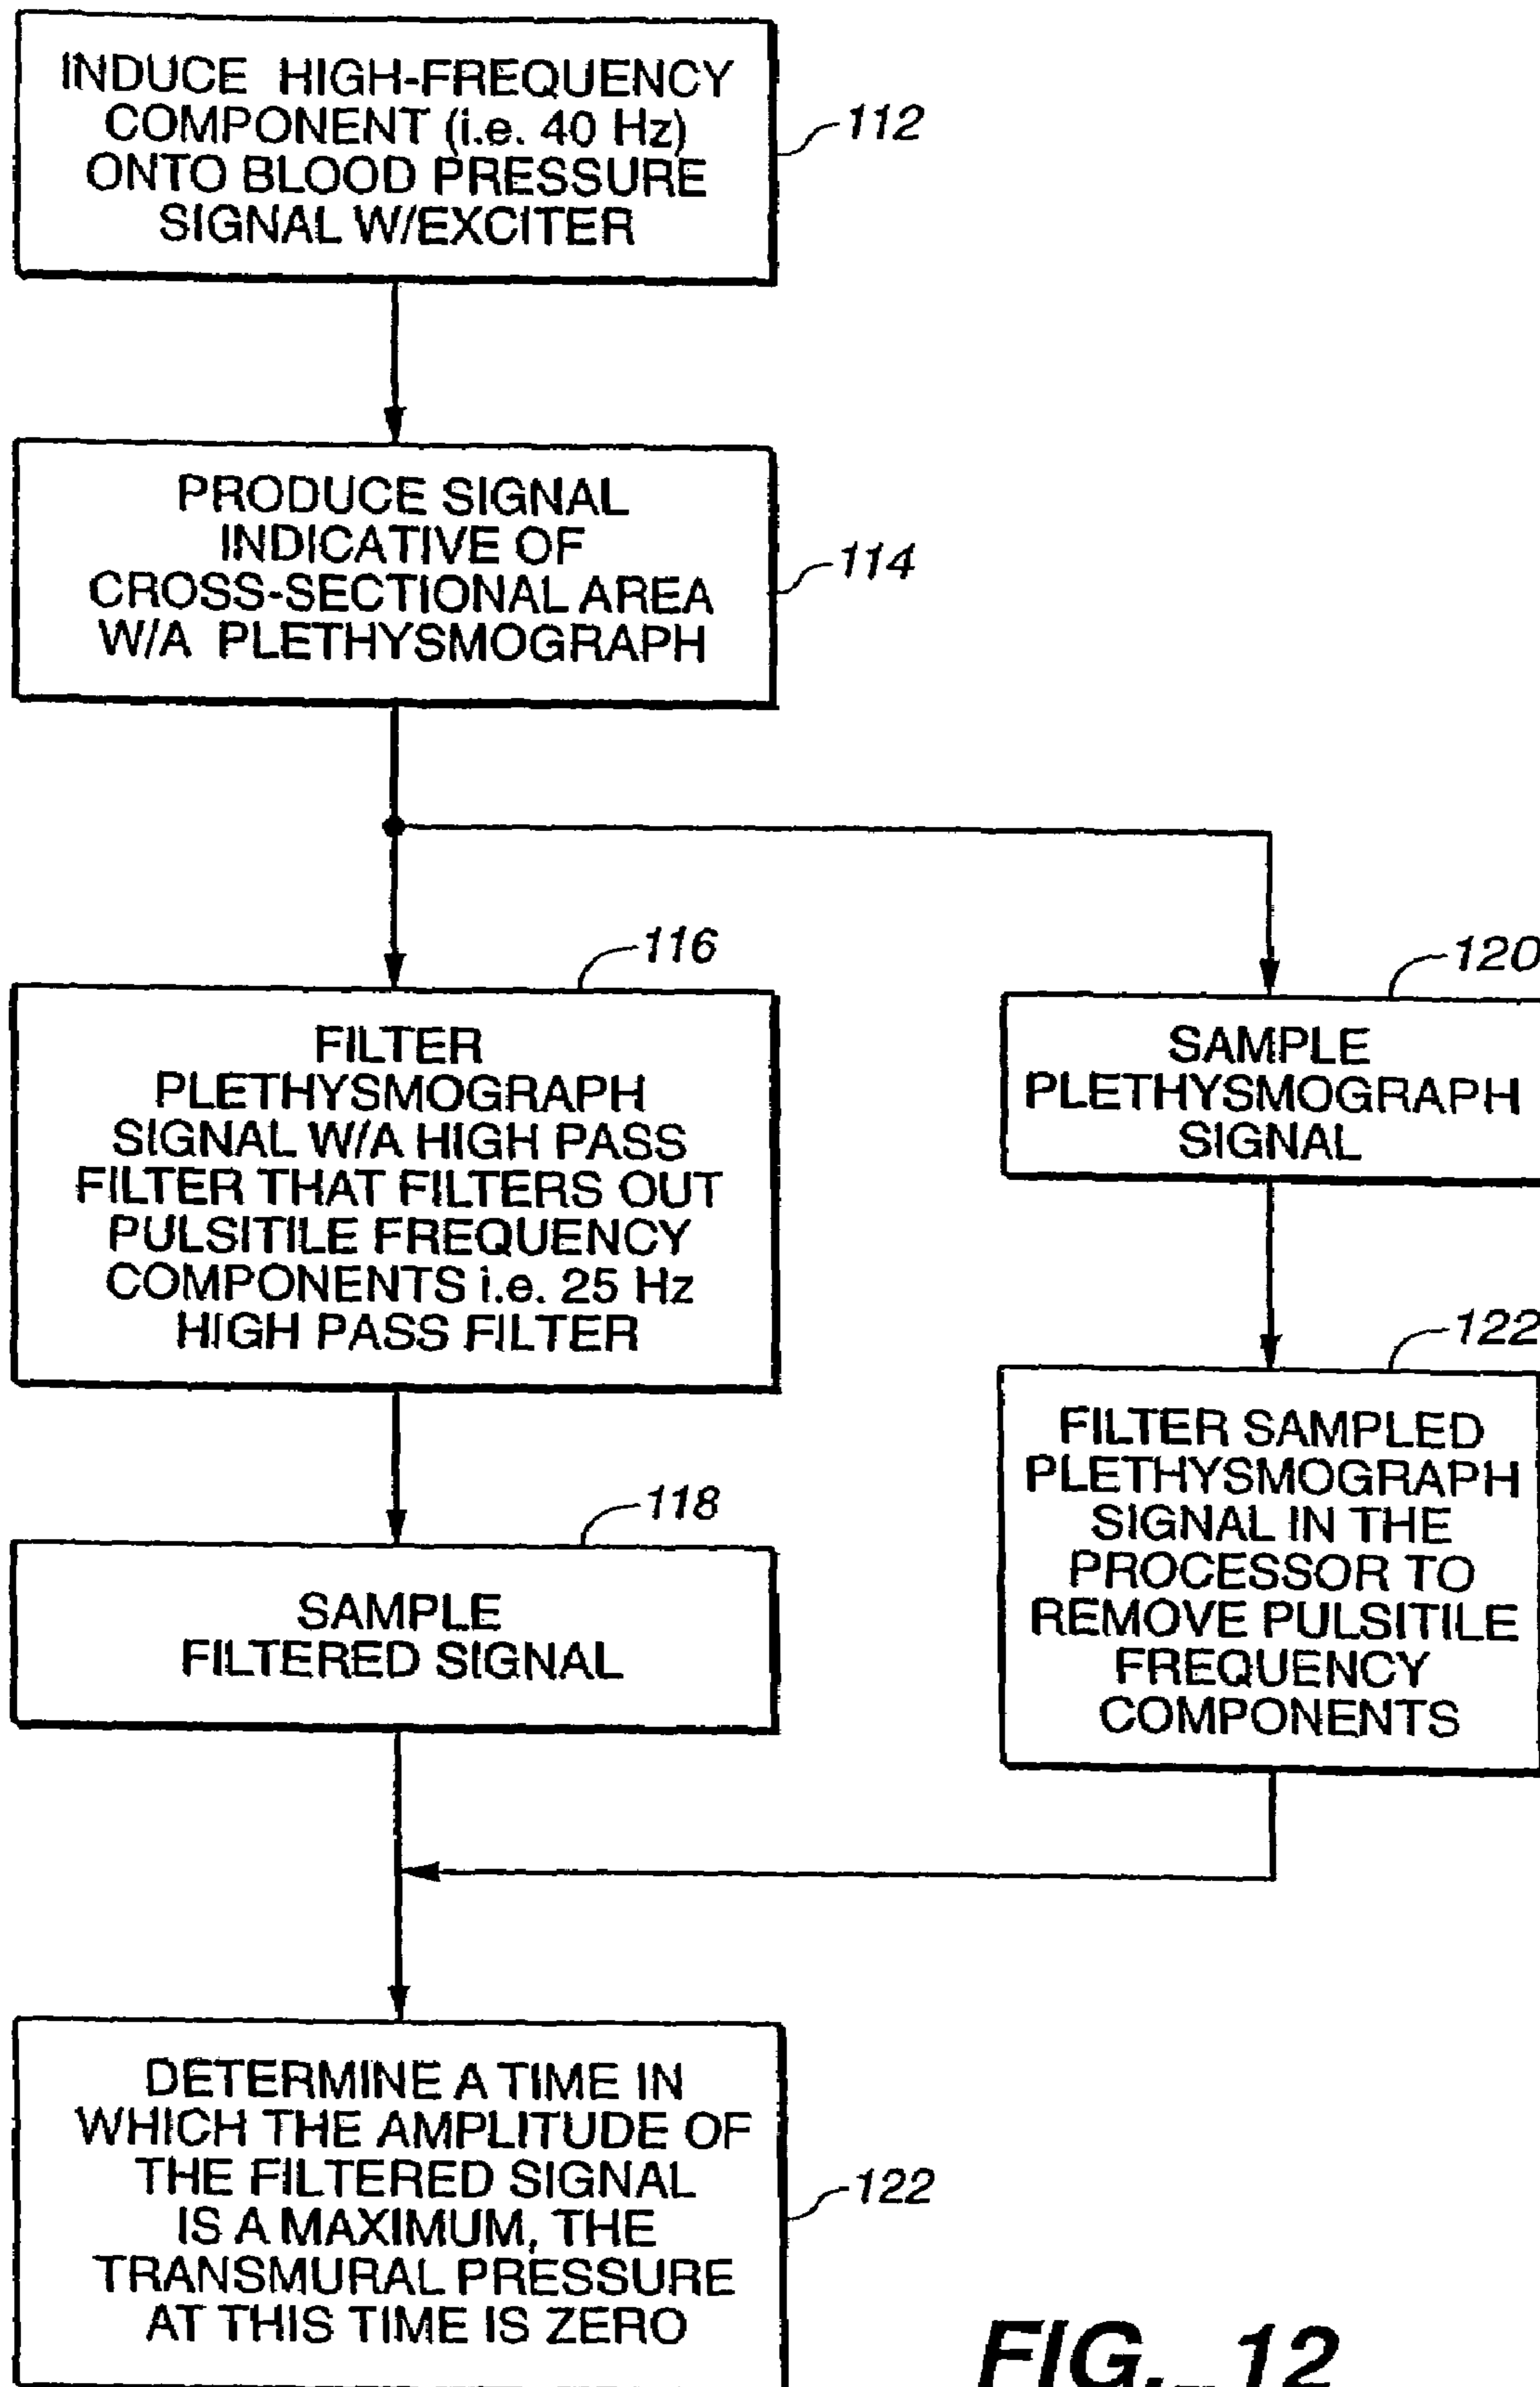 INDUCE HIGH-FREQUENCY
COMPONENT (i.e. 40 Hz)
ONTO BLOOD PRESSURE
SIGNAL W/EXCITER
112
PRODUCE SIGNAL
INDICATIVE OF
CROSS-SECTIONAL AREA
W/A PLETHYSMOGRAPH
114
116
FILTER
PLETHYSMOGRAPH
SIGNAL W/A HIGH PASS
FILTER THAT FILTERS OUT
PULSITILE FREQUENCY
COMPONENTS i.e. 25 Hz
HIGH PASS FILTER
120
SAMPLE
PLETHYSMOGRAPH
SIGNAL
118
SAMPLE
FILTERED SIGNAL
122
FILTER SAMPLED
PLETHYSMOGRAPH
SIGNAL IN THE
PROCESSOR TO
REMOVE PULSITILE
FREQUENCY
COMPONENTS
DETERMINE A TIME IN
WHICH THE AMPLITUDE OF
THE FILTERED SIGNAL
IS A MAXIMUM, THE
TRANSMURAL PRESSURE
AT THIS TIME IS ZERO
122
FIG._12